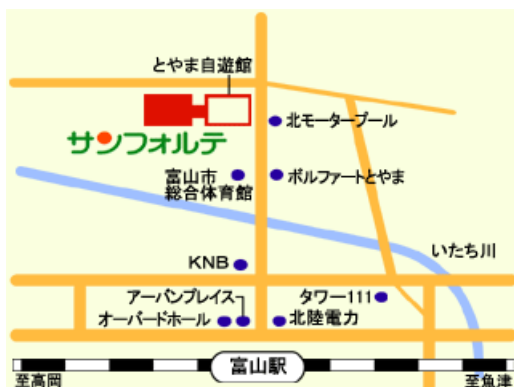 とやま自遊館
北モータープール
サンフォルテ
富山市
総合体育館
ボルファートとやま
いたち川
KNB
アーバンプレイス
タワー111
オーバードホール
北陸電力
富山駅
至高岡
至魚津